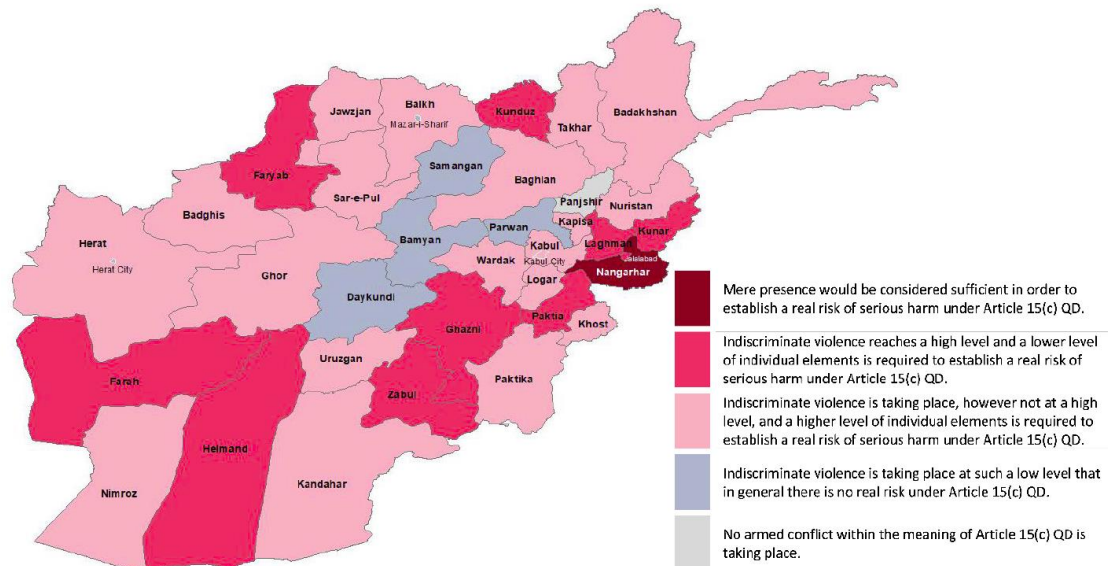 Jawzjan
Balkh
Mazar-i-Sharif
Kunduz
Takhar
Badakhshan
Faryab
Samangan
Baghlan
Sar-e-Pul
Panjshir
Nuristan
Badghis
Kapisa
Kunar
Herat
Herat City
Bamyan
Parwan
Laghman
Kabul
Kabul City
Jalalabad
Ghor
Wardak
Nangarhar
Logar
Daykundi
Paktia
Ghazni
Khost
Uruzgan
Paktika
Farah
Zabul
Helmand
Kandahar
Nimroz
Mere presence would be considered sufficient in order to
establish a real risk of serious harm under Article 15(c) QD.
Indiscriminate violence reaches a high level and a lower level
of individual elements is required to establish a real risk of
serious harm under Article 15(c) QD.
Indiscriminate violence is taking place, however not at a high
level, and a higher level of individual elements is required to
establish a real risk of serious harm under Article 15(c) QD.
Indiscriminate violence is taking place at such a low level that
in general there is no real risk under Article 15(c) QD.
No armed conflict within the meaning of Article 15(c) QD is
taking place.